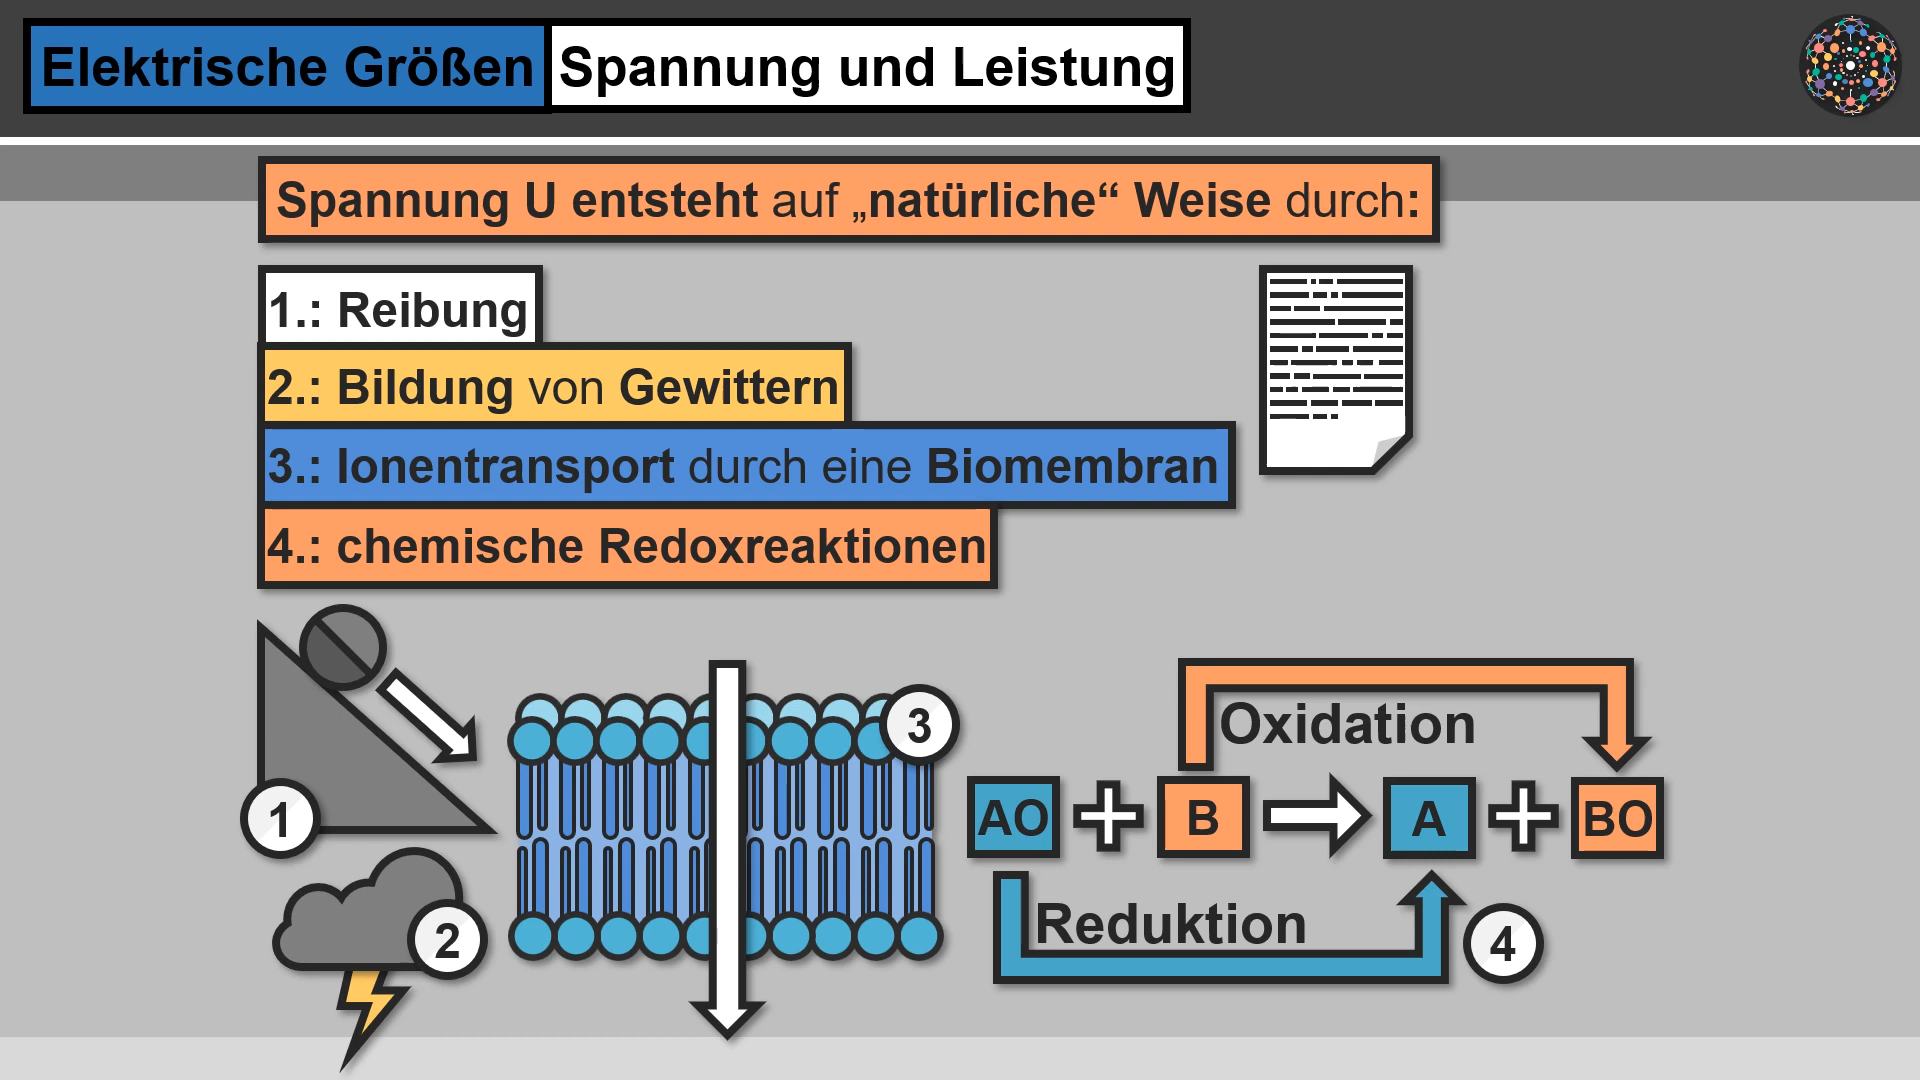 Elektrische Größen Spannung und Leistung
Spannung U entsteht auf „natürliche“ Weise durch:
1.: Reibung
2.: Bildung von Gewittern
3.: Ionentransport durch eine Biomembran
4.: chemische Redoxreaktionen
1
2
3
Oxidation
AO + B A + BO
Reduktion
4